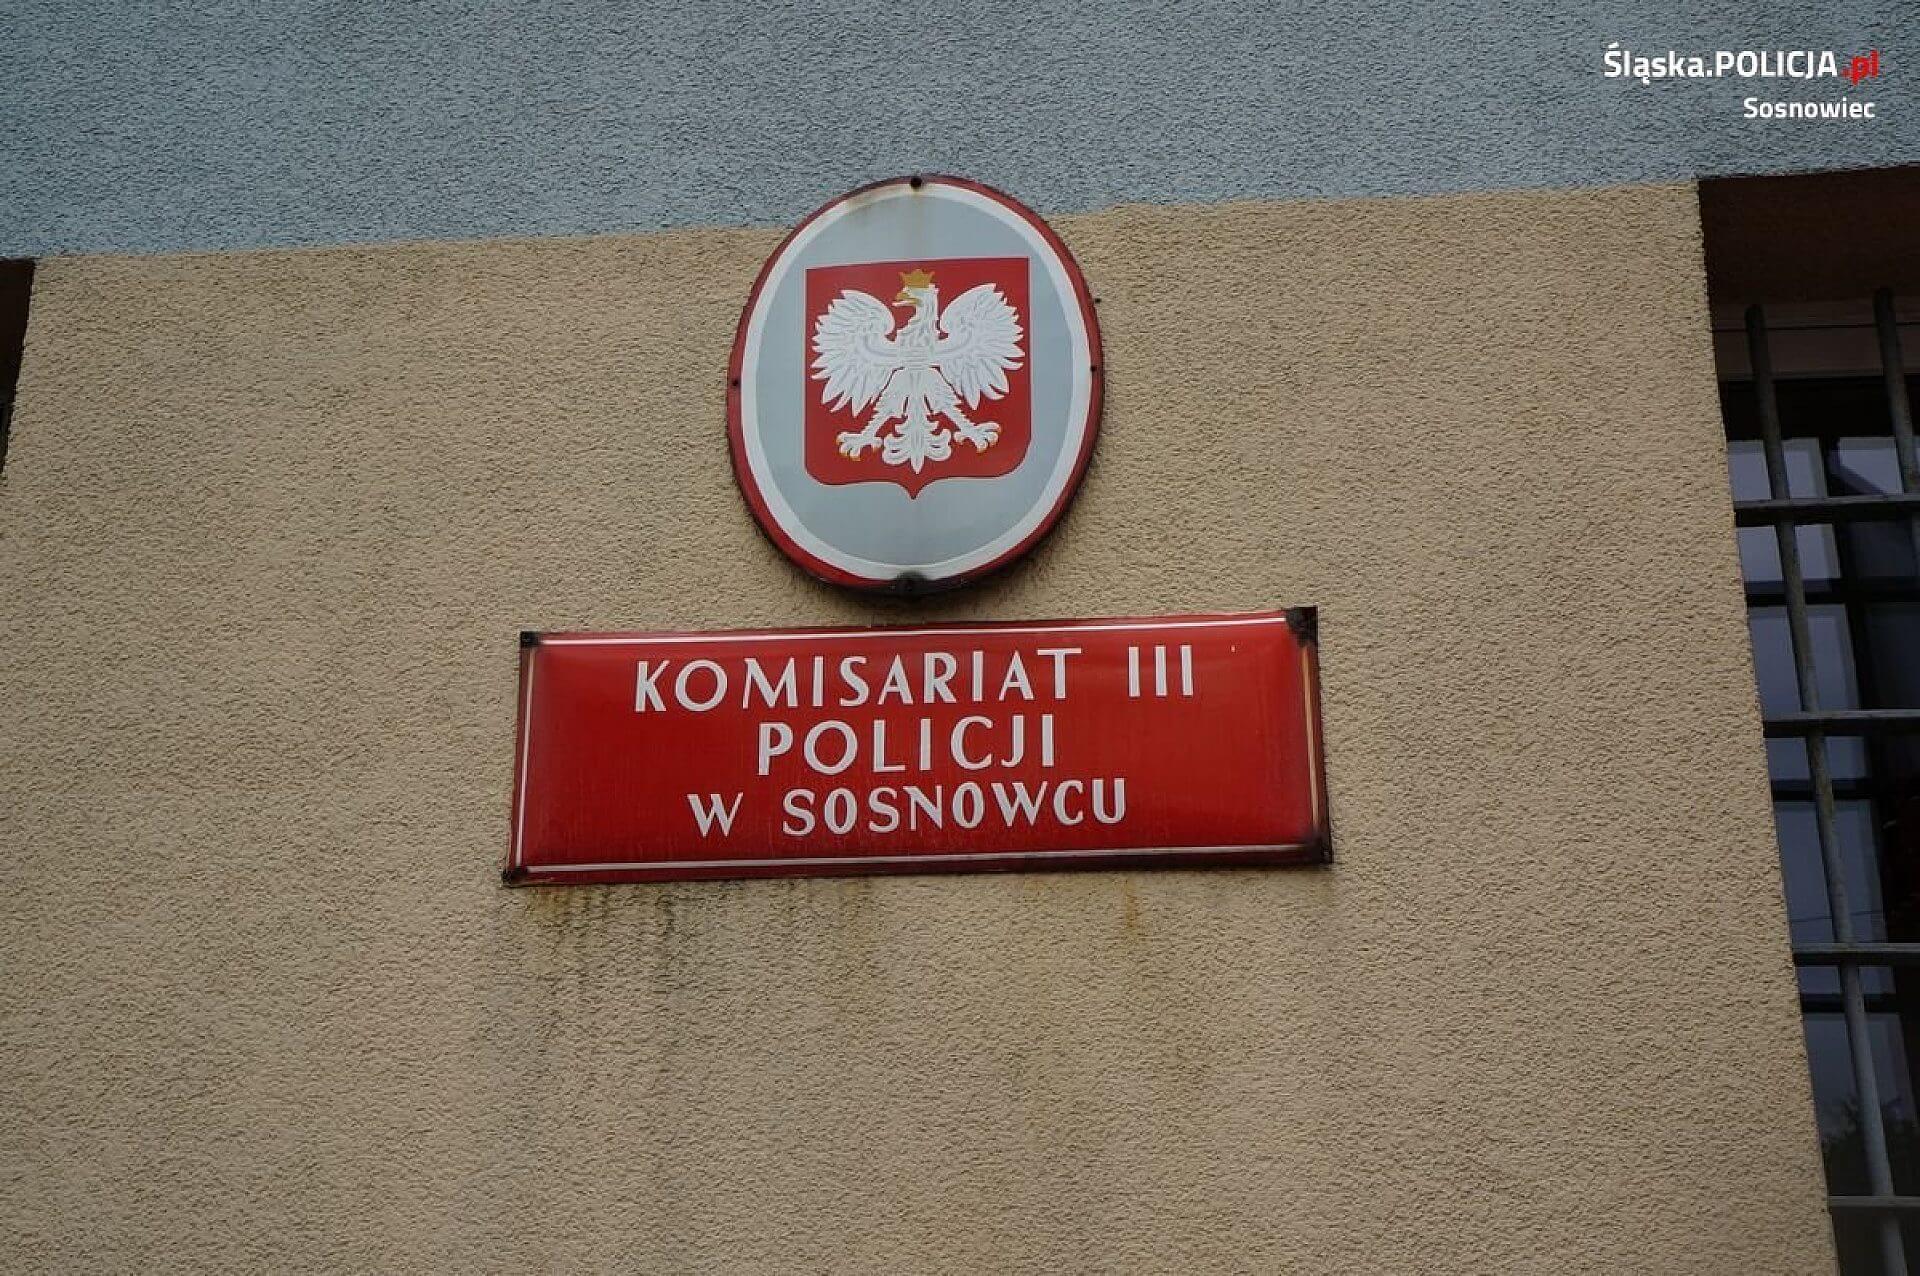 Śląska.POLICJA.pl
Sosnowiec
KOMISARIAT III
POLICJI
W SOSNOWCU